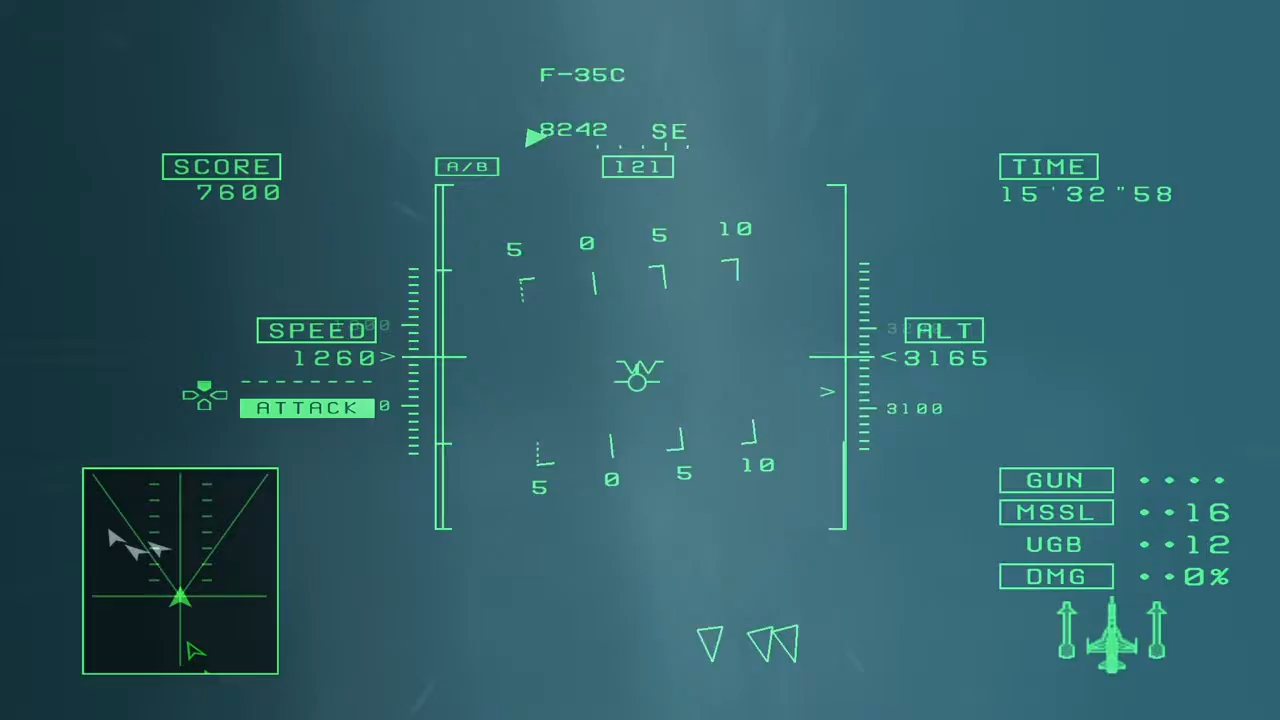 F-35C
8242 SE
SCORE A/B 121 TIME
7600 15'32"58
5 0 5 10
SPEED ALT
1260> <3165
>
ATTACK 0 3100
5 0 5 10
GUN
MSSL 16
UGB 12
DMG 0%